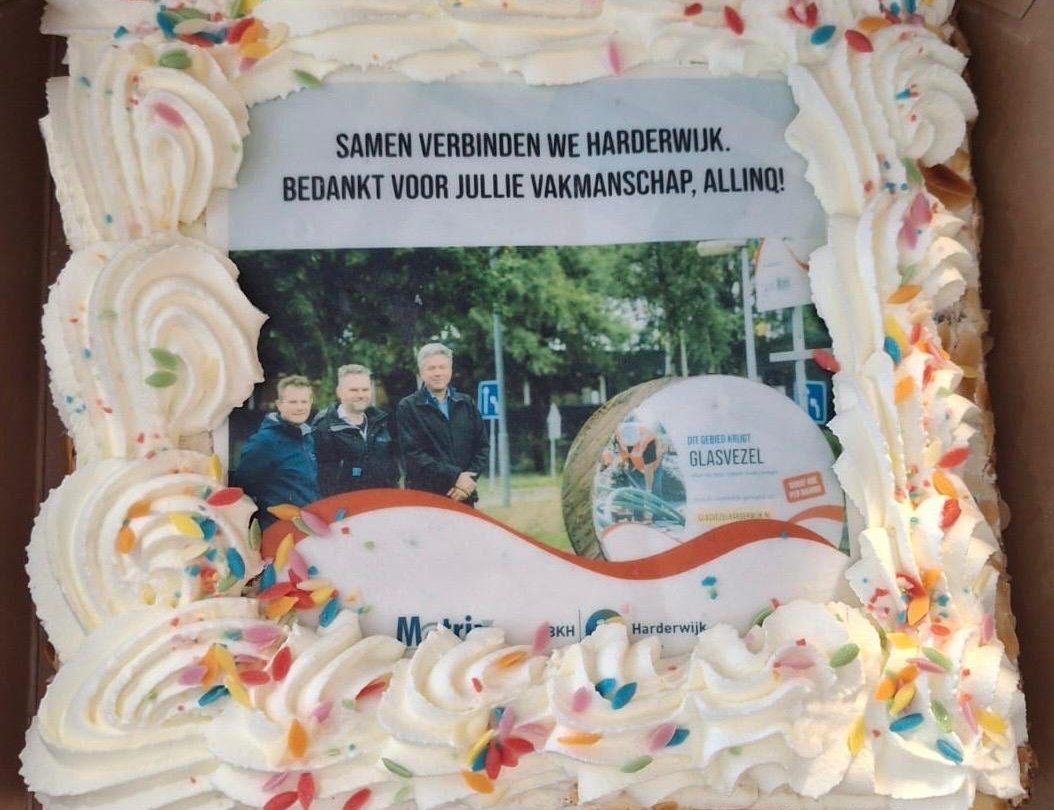 SAMEN VERBINDEN WE HARDERWIJK.
BEDANKT VOOR JULLIE VAKMANSCHAP, ALLINQ!
DIT GEBIED KRIJGT
GLASVEZEL
BKH Harderwijk